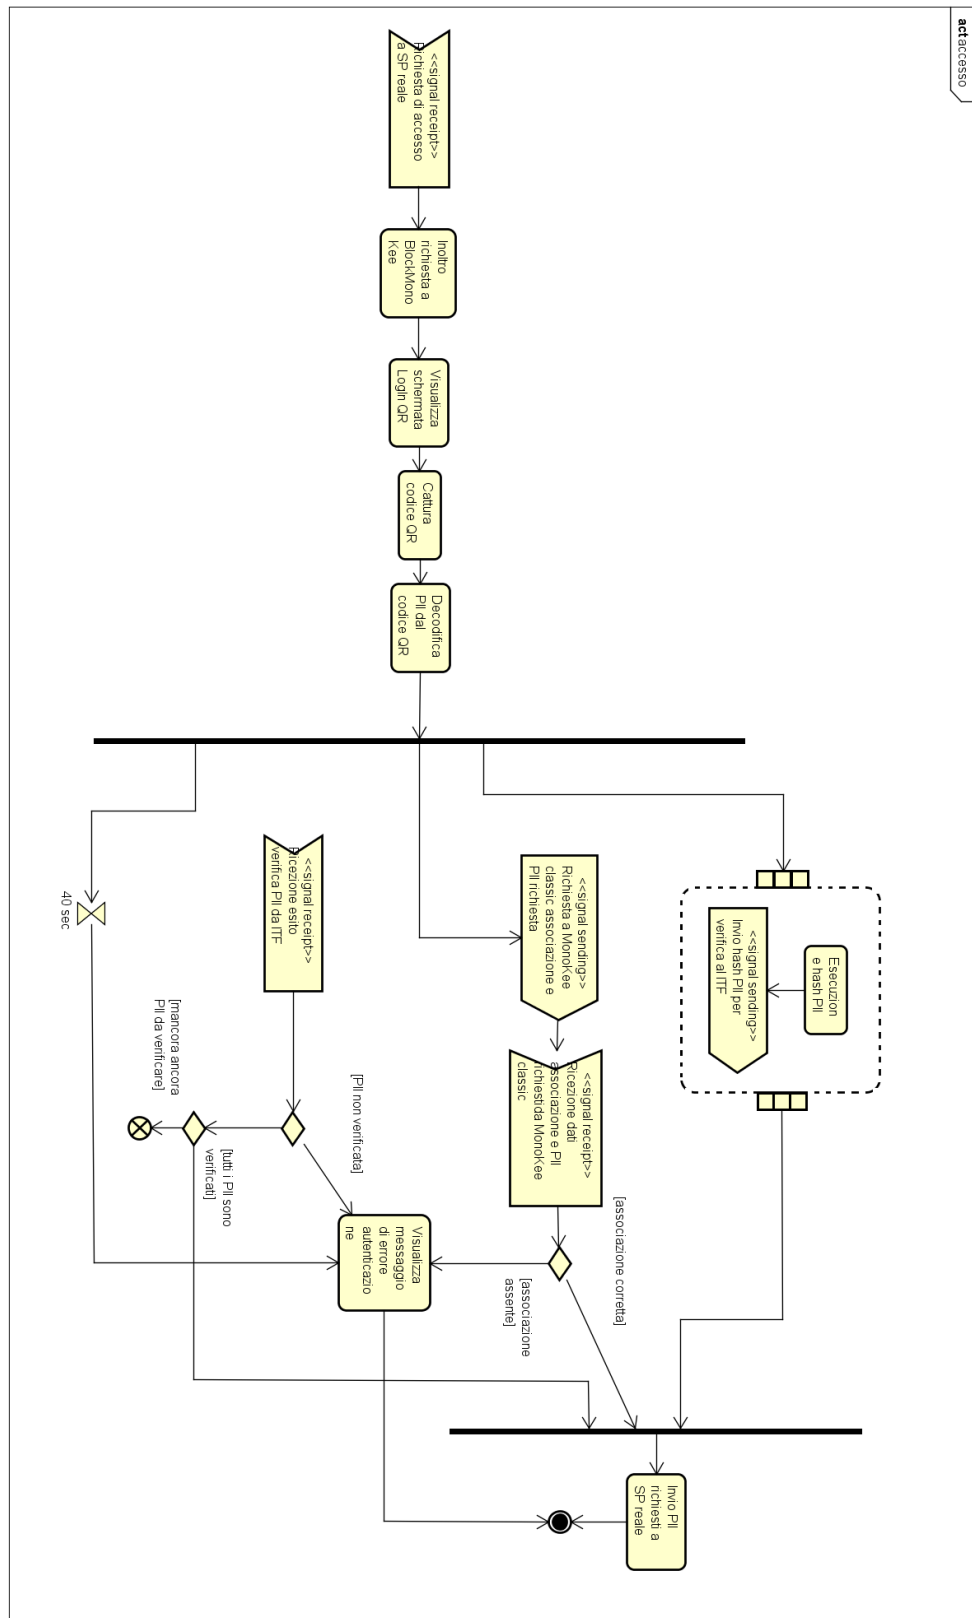 act accesso
<<signal receipt>>
Richiesta di accesso
a SP reale
Inoltro
richiesta a
BlockMono
Kee
Visualizza
schermata
LogIn QR
Cattura
codice QR
Decodifica
PII dal
codice QR
Esecuzion
e hash PII
<<signal sending>>
Invio hash PII per
verifica al ITF
<<signal sending>>
Richiesta a MonoKee
classic associazione e
PII richiesta
<<signal receipt>>
Ricezione dati
associazione e PII
richiestida MonoKee
classic
<<signal receipt>>
Ricezione esito
verifica PII da ITF
40 sec
[associazione corretta]
[associazione
assente]
[PII non verificata]
[tutti i PII sono
verificati]
[mancora ancora
PII da verificare]
Visualizza
messaggio
di errore
autenticazio
ne
Invio PII
richiesti a
SP reale